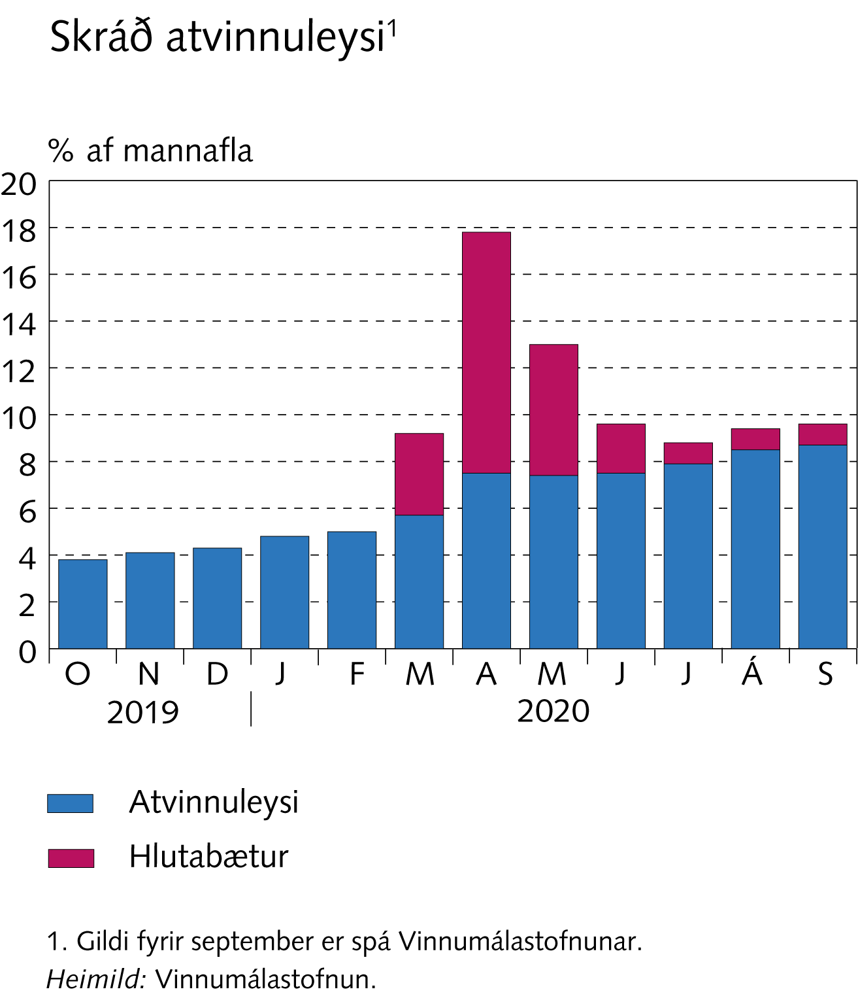 Skráð atvinnuleysi¹
% af mannafla
20
18
16
14
12
10
8
6
4
2
0
O N D J F M A M J J Á S
2019 2020
Atvinnuleysi
Hlutabætur
1. Gildi fyrir september er spá Vinnumálastofnunar.
Heimild: Vinnumálastofnun.